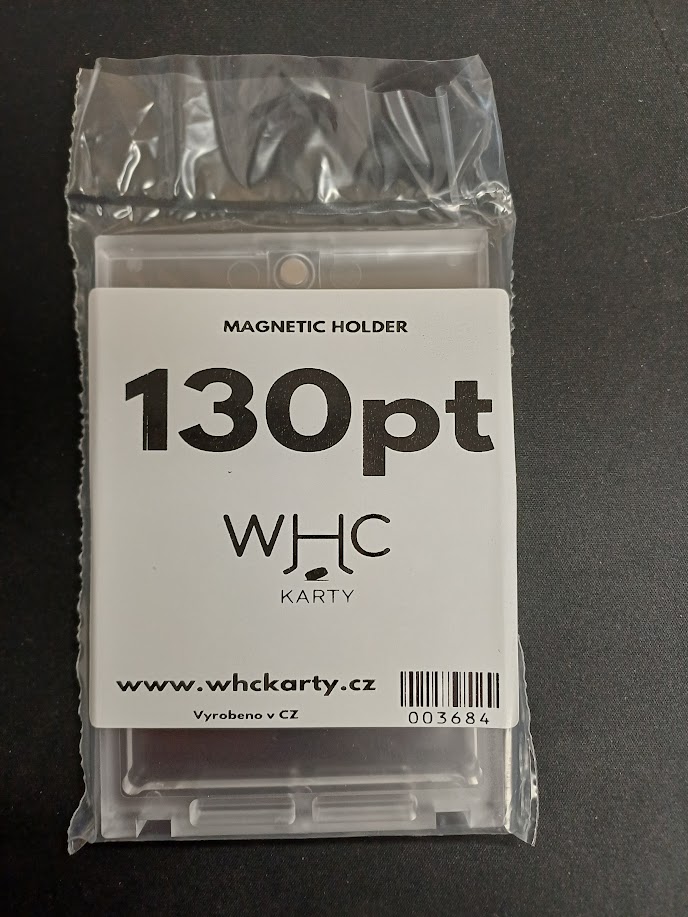 MAGNETIC HOLDER
130pt
WHC
KARTY
www.whckarty.cz
Vyrobeno v CZ
003684